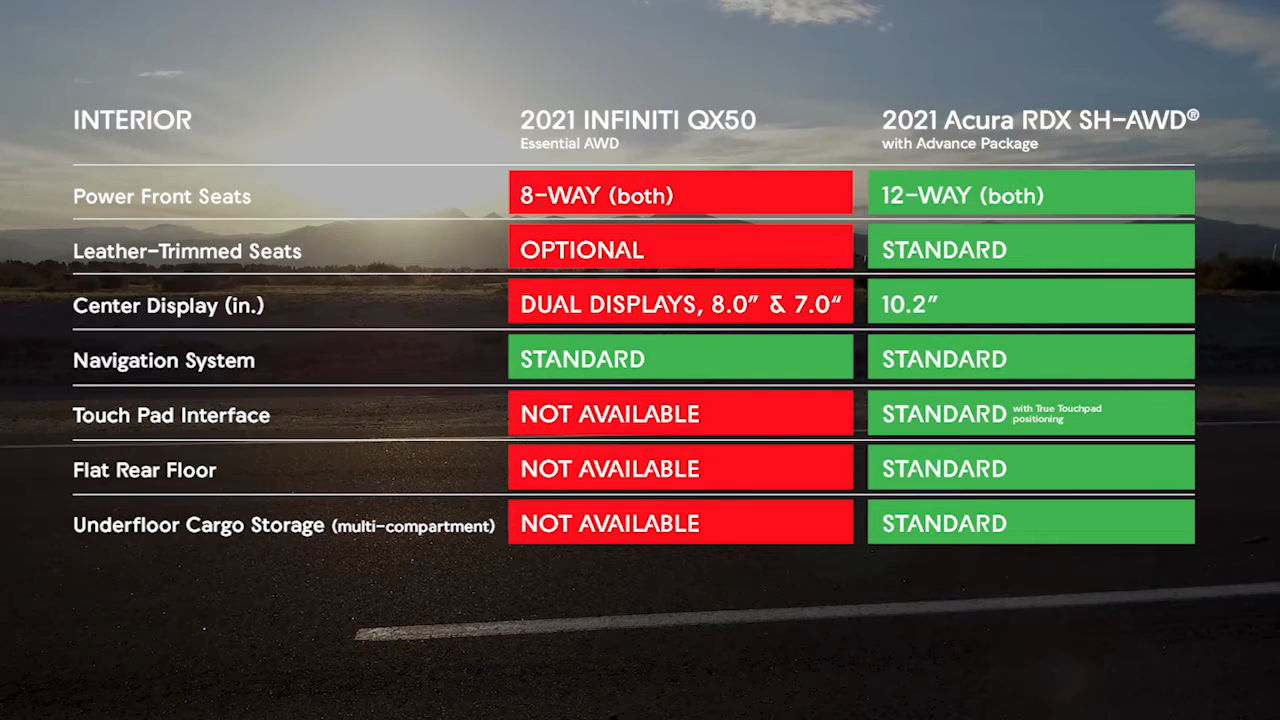 INTERIOR 2021 INFINITI QX50 2021 Acura RDX SH-AWD®
Essential AWD with Advance Package
Power Front Seats 8-WAY (both) 12-WAY (both)
Leather-Trimmed Seats OPTIONAL STANDARD
Center Display (in.) DUAL DISPLAYS, 8.0” & 7.0“ 10.2”
Navigation System STANDARD STANDARD
Touch Pad Interface NOT AVAILABLE STANDARD with True Touchpad
positioning
Flat Rear Floor NOT AVAILABLE STANDARD
Underfloor Cargo Storage (multi-compartment) NOT AVAILABLE STANDARD